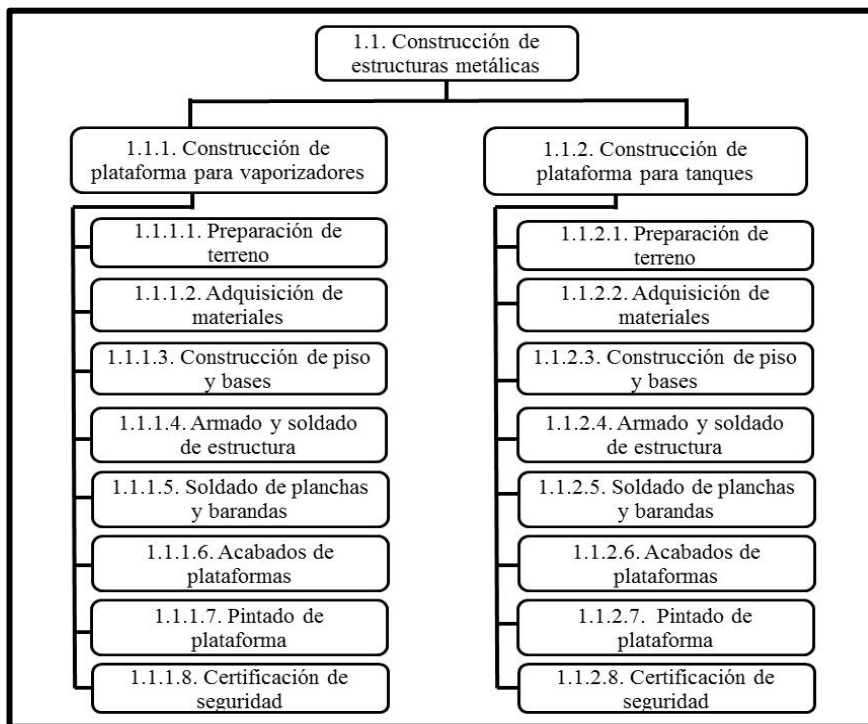 1.1. Construcción de
estructuras metálicas
1.1.1. Construcción de
plataforma para vaporizadores
1.1.1.1. Preparación de
terreno
1.1.1.2. Adquisición de
materiales
1.1.1.3. Construcción de piso
y bases
1.1.1.4. Armado y soldado
de estructura
1.1.1.5. Soldado de planchas
y barandas
1.1.1.6. Acabados de
plataformas
1.1.1.7. Pintado de
plataforma
1.1.1.8. Certificación de
seguridad
1.1.2. Construcción de
plataforma para tanques
1.1.2.1. Preparación de
terreno
1.1.2.2. Adquisición de
materiales
1.1.2.3. Construcción de piso
y bases
1.1.2.4. Armado y soldado
de estructura
1.1.2.5. Soldado de planchas
y barandas
1.1.2.6. Acabados de
plataformas
1.1.2.7. Pintado de
plataforma
1.1.2.8. Certificación de
seguridad